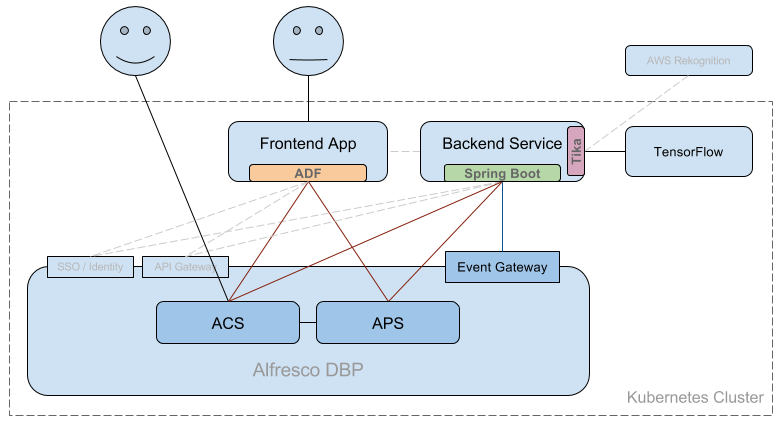 AWS Rekognition
Frontend App
ADF
Backend Service
Spring Boot
Tika
TensorFlow
SSO / Identity
API Gateway
Event Gateway
ACS
APS
Alfresco DBP
Kubernetes Cluster